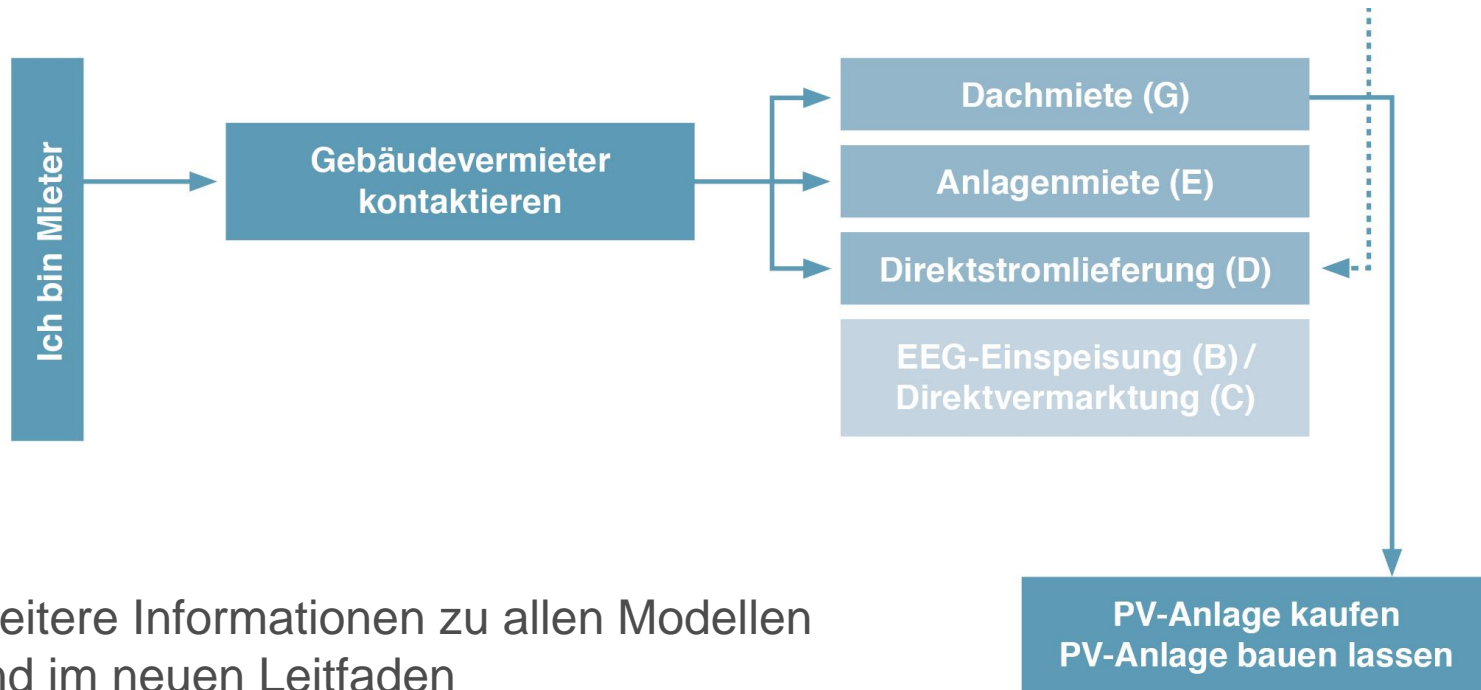 Ich bin Mieter
Gebäudevermieter
kontaktieren
Dachmiete (G)
Anlagenmiete (E)
Direktstromlieferung (D)
EEG-Einspeisung (B) /
Direktvermarktung (C)
eitere Informationen zu allen Modellen
nd im neuen Leitfaden
PV-Anlage kaufen
PV-Anlage bauen lassen